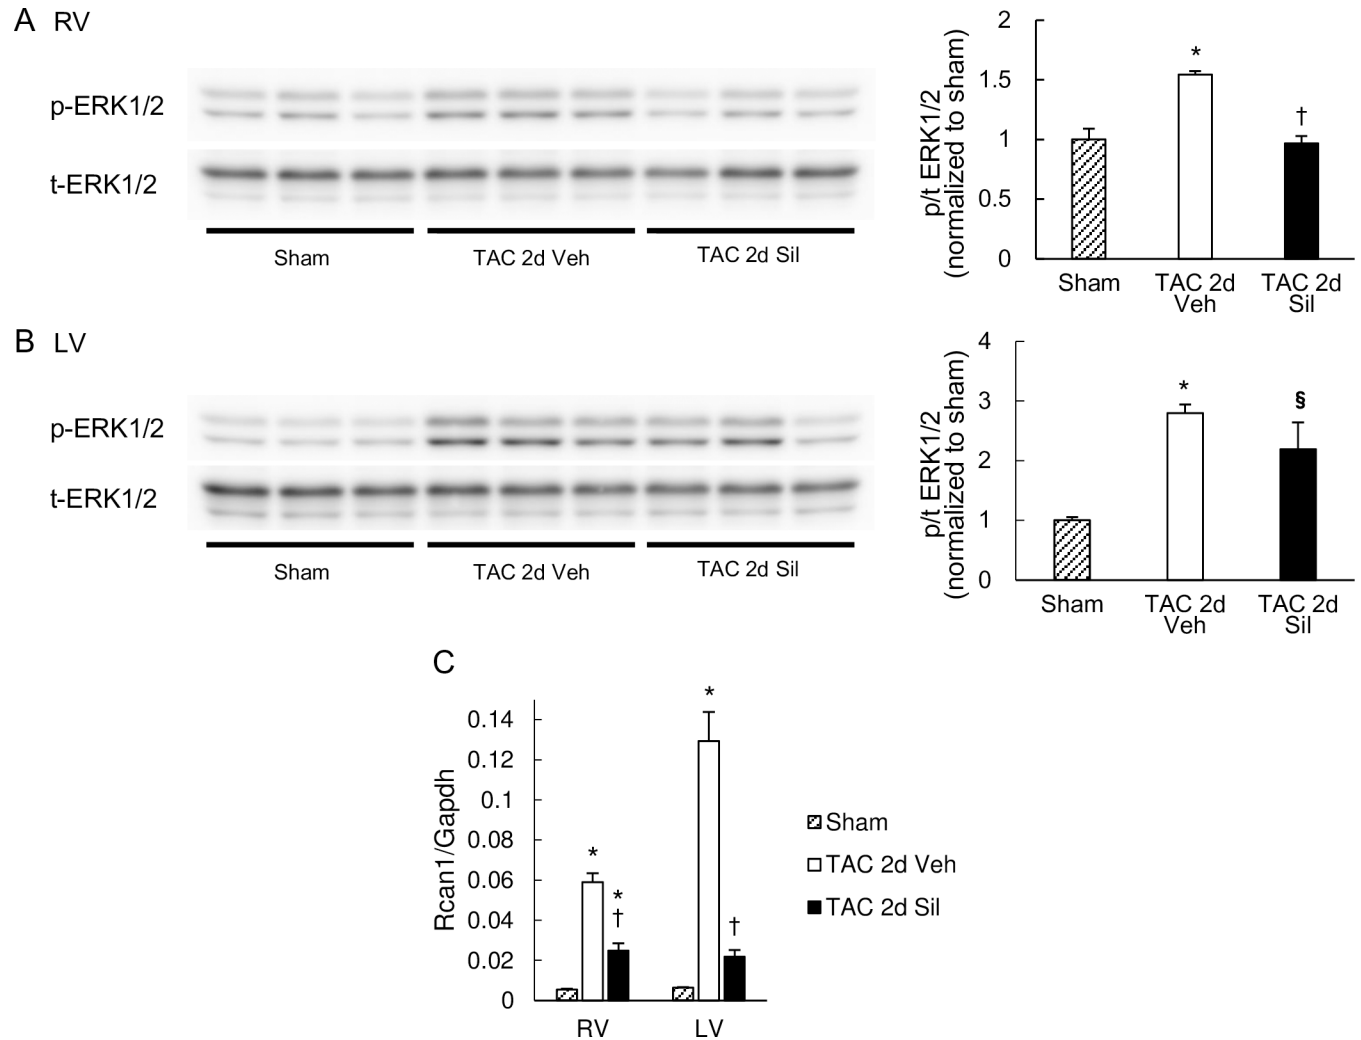 A RV
p-ERK1/2
t-ERK1/2
Sham
TAC 2d Veh
TAC 2d Sil
p/t ERK1/2
(normalized to sham)
2
1.5
1
0.5
0
*
†
Sham
TAC 2d
Veh
TAC 2d
Sil
B LV
p-ERK1/2
t-ERK1/2
Sham
TAC 2d Veh
TAC 2d Sil
p/t ERK1/2
(normalized to sham)
4
3
2
1
0
*
§
Sham
TAC 2d
Veh
TAC 2d
Sil
C
Rcan1/Gapdh
0.14
0.12
0.1
0.08
0.06
0.04
0.02
0
*
*
†
*
†
RV
LV
Sham
TAC 2d Veh
TAC 2d Sil